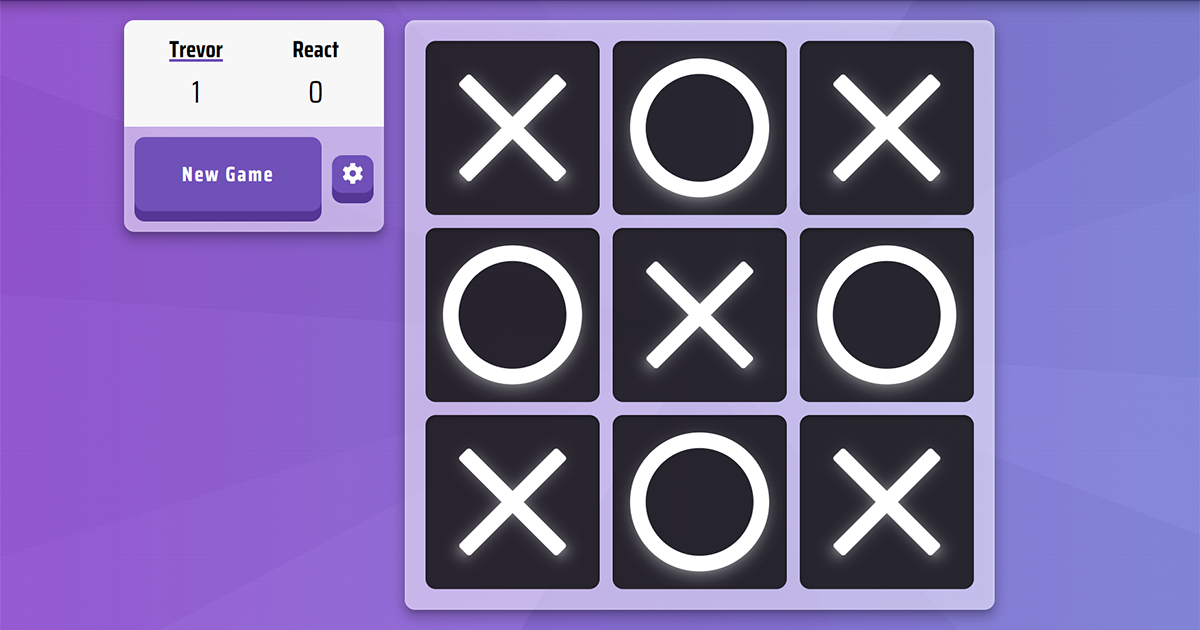 Trevor React
1 0
New Game
X O X
O X O
X O X